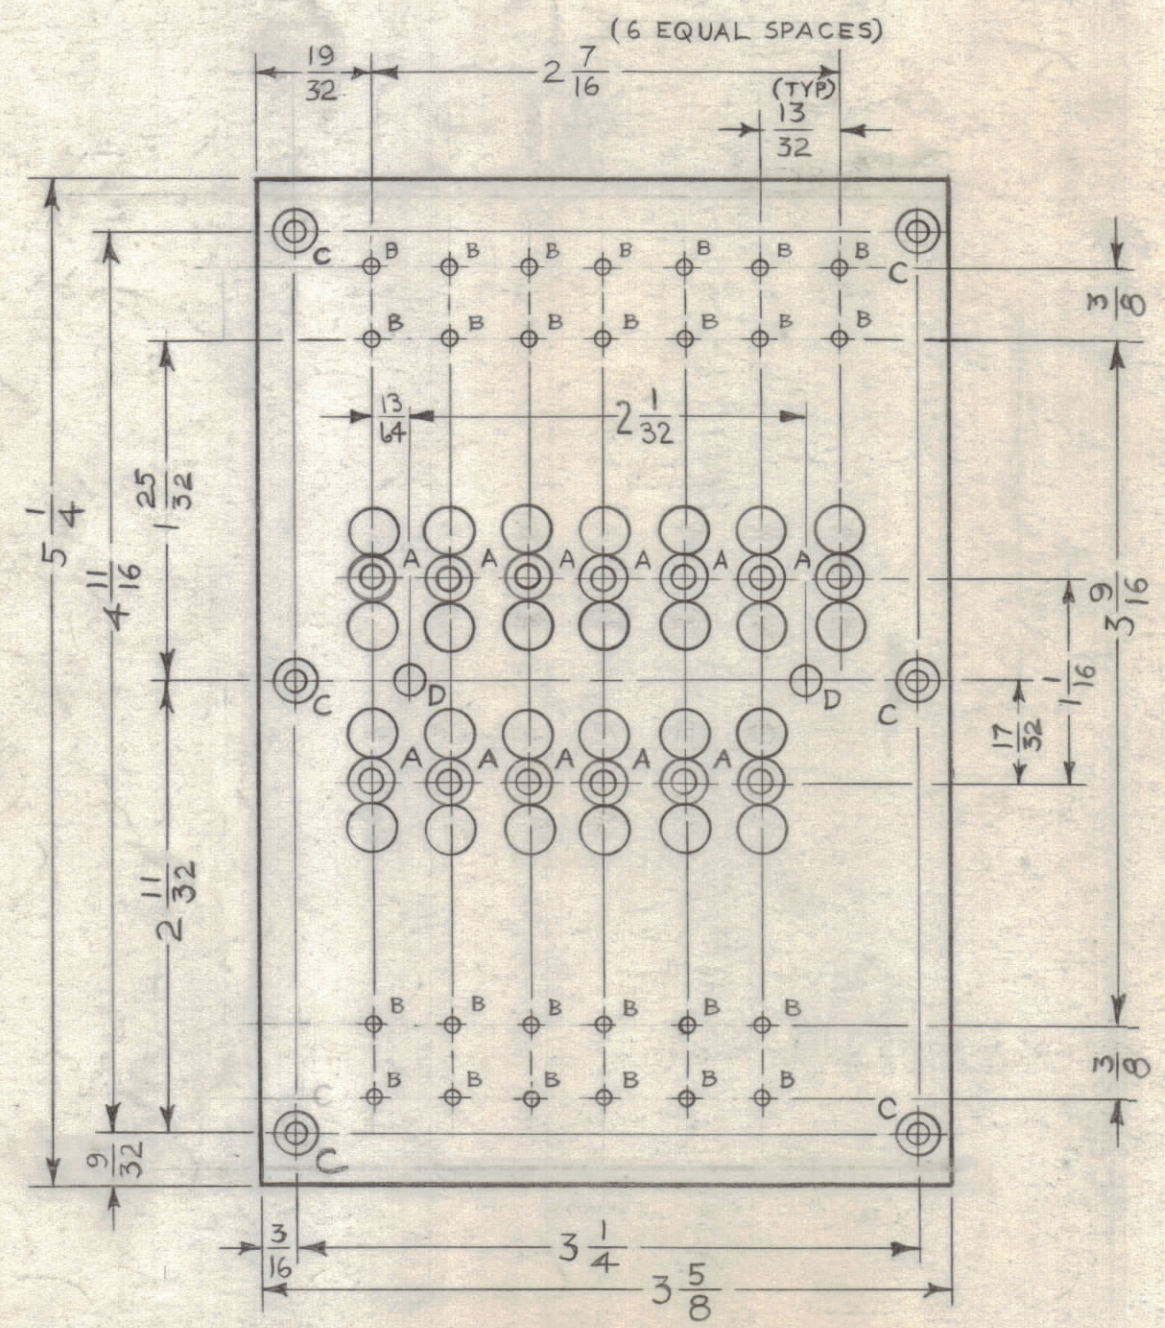 (6 EQUAL SPACES)
19/32
2 7/16
(TYP)
13/32
C
B B B B B B B
C
3/8
B B B B B B B
13/64
2 1/32
1 25/32
5 1/4
4 11/16
A A A A A A
3 9/16
1 1/16
C
D
D
C
17/32
A A A A A
2 11/32
B B B B B B
3/8
C
B B B B B B
C
9/32
C
3/16
3 1/4
3 5/8